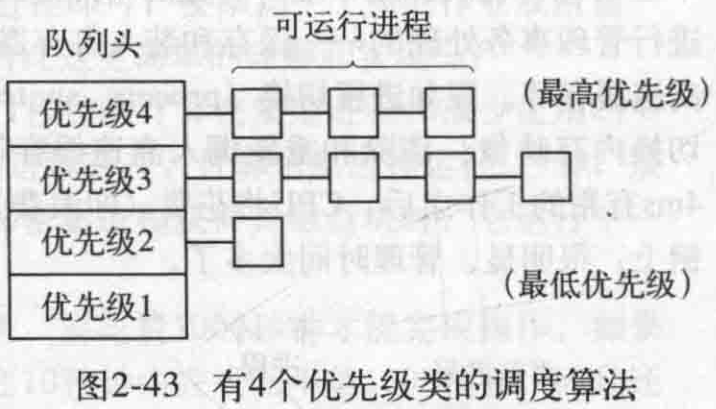 可运行进程
队列头
优先级4
(最高优先级)
优先级3
优先级2
优先级1
(最低优先级)
图2-43 有4个优先级类的调度算法